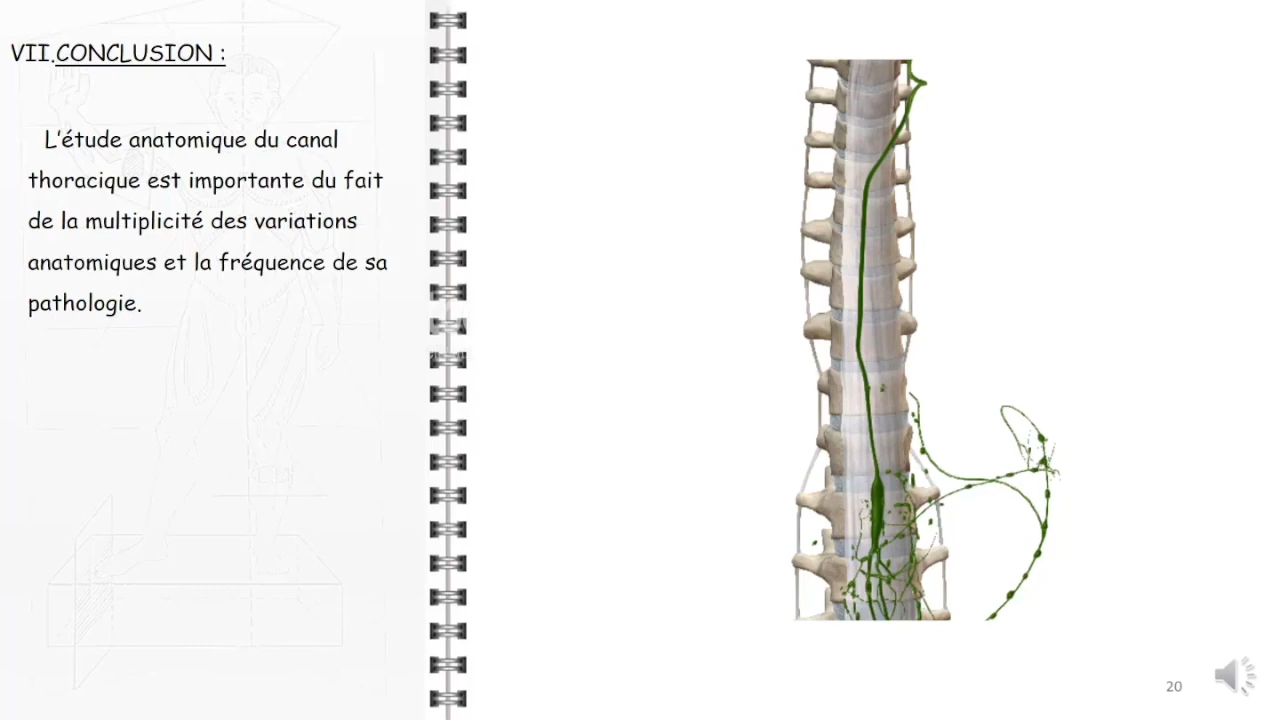 VII.CONCLUSION :
L’étude anatomique du canal
thoracique est importante du fait
de la multiplicité des variations
anatomiques et la fréquence de sa
pathologie.
20